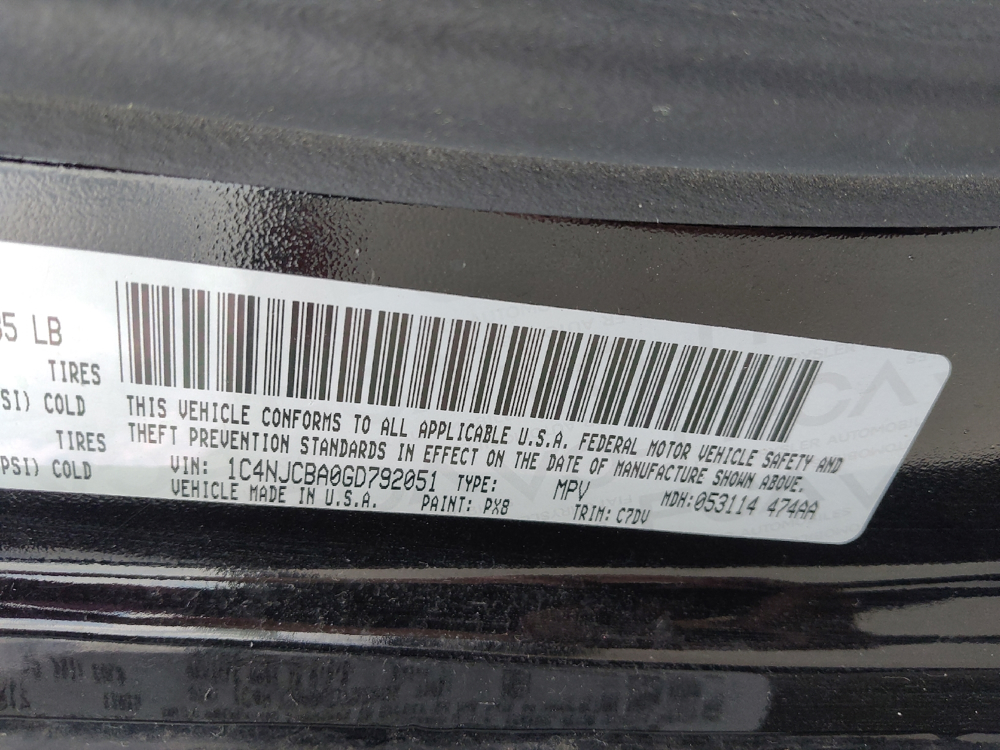 85 LB
TIRES
SI) COLD
TIRES
PSI) COLD
THIS VEHICLE CONFORMS TO ALL APPLICABLE U.S.A. FEDERAL MOTOR VEHICLE SAFETY AND
THEFT PREVENTION STANDARDS IN EFFECT ON THE DATE OF MANUFACTURE SHOWN ABOVE.
VIN: 1C4NJCBA0GD792051 TYPE: MPV MDH:053114 474AA
VEHICLE MADE IN U.S.A. PAINT: PX8 TRIM: C7DV